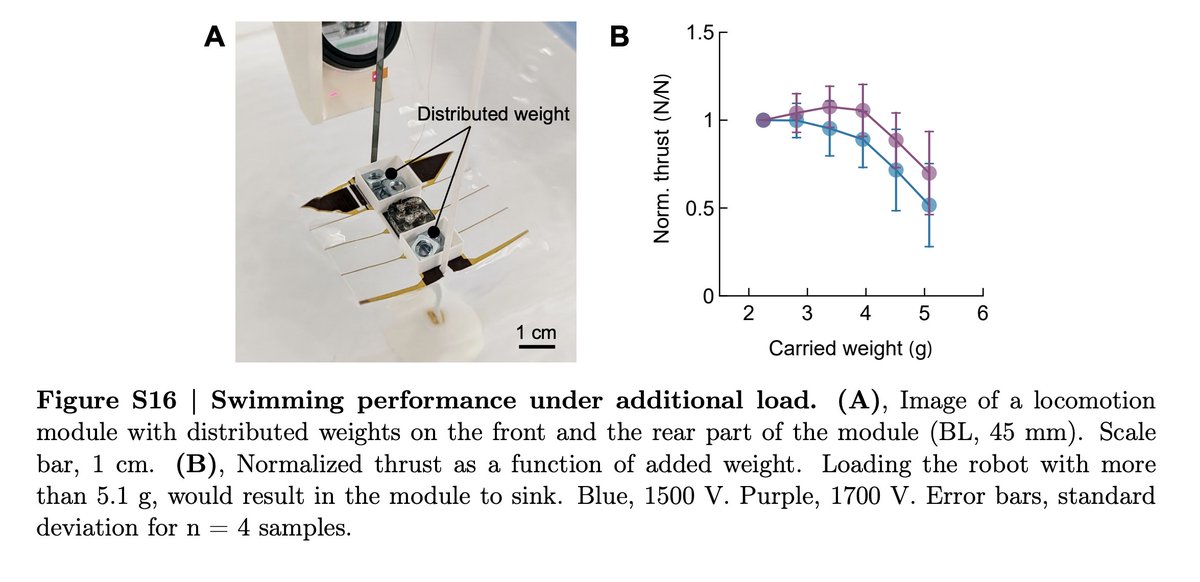 A
Distributed weight
1 cm
B
Norm. thrust (N/N)
1.5
1
0.5
0
2 3 4 5 6
Carried weight (g)
Figure S16 | Swimming performance under additional load. (A), Image of a locomotion
module with distributed weights on the front and the rear part of the module (BL, 45 mm). Scale
bar, 1 cm. (B), Normalized thrust as a function of added weight. Loading the robot with more
than 5.1 g, would result in the module to sink. Blue, 1500 V. Purple, 1700 V. Error bars, standard
deviation for n = 4 samples.